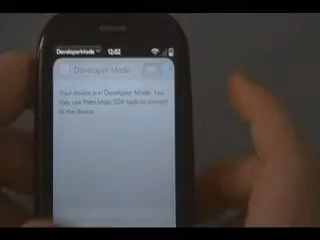 DeveloperMode 12:02
Developer Mode
Your device is in Developer Mode. You
may use Palm Mojo SDK tools to connect
to the device